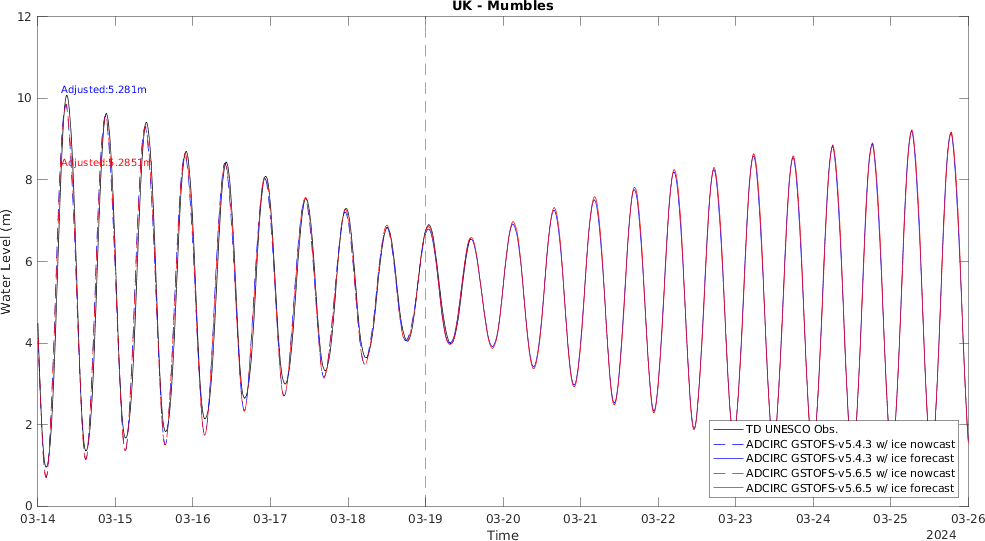 UK - Mumbles
12
10
8
6
4
2
0
Water Level (m)
Adjusted:5.281m
Adjusted:5.2851m
TD UNESCO Obs.
ADCIRC GSTOFS-v5.4.3 w/ ice nowcast
ADCIRC GSTOFS-v5.4.3 w/ ice forecast
ADCIRC GSTOFS-v5.6.5 w/ ice nowcast
ADCIRC GSTOFS-v5.6.5 w/ ice forecast
03-14 03-15 03-16 03-17 03-18 03-19 03-20 03-21 03-22 03-23 03-24 03-25 03-26
Time
2024